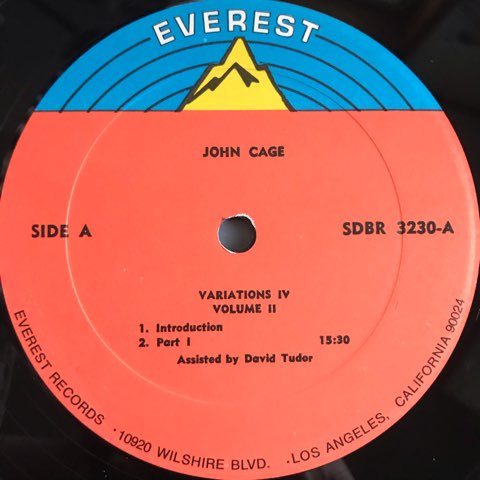 EVEREST
JOHN CAGE
SIDE A
SDBR 3230-A
VARIATIONS IV
VOLUME II
1. Introduction
2. Part I 15:30
Assisted by David Tudor
EVEREST RECORDS · 10920 WILSHIRE BLVD. · LOS ANGELES, CALIFORNIA 90024